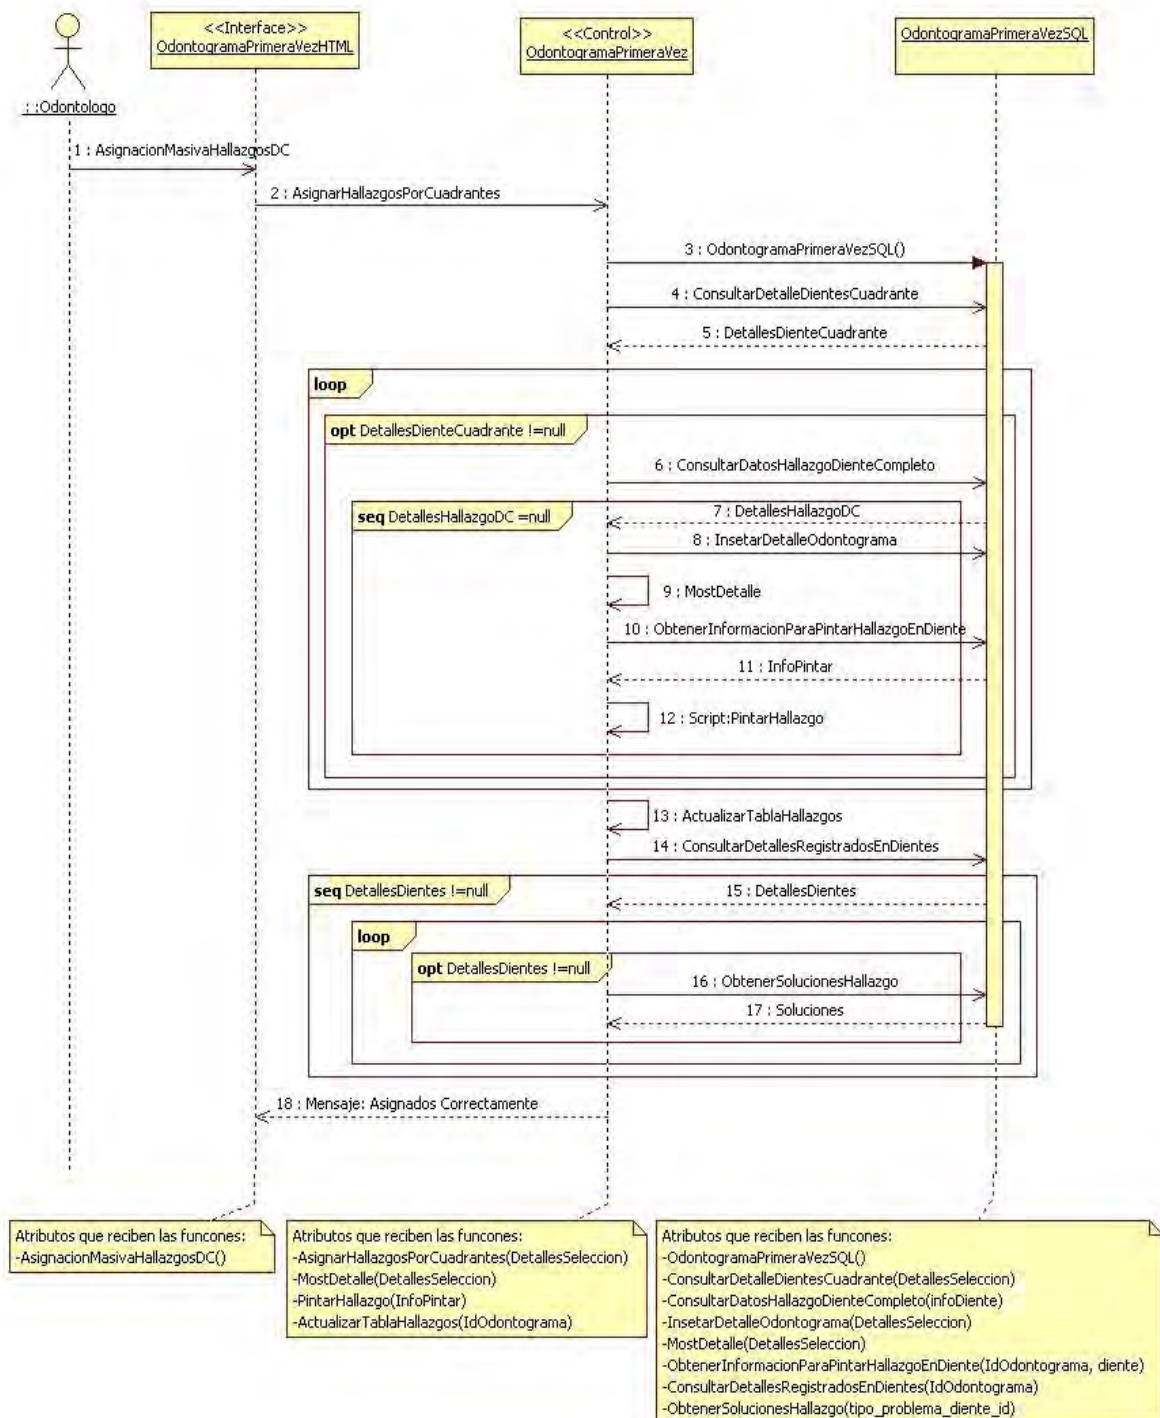 <<Interface>>
OdontogramaPrimeraVezHTML
<<Control>>
OdontogramaPrimeraVez
OdontogramaPrimeraVezSQL
: :Odontologo
1 : AsignacionMasivaHallazgosDC
2 : AsignarHallazgosPorCuadrantes
3 : OdontogramaPrimeraVezSQL()
4 : ConsultarDetalleDientesCuadrante
5 : DetallesDienteCuadrante
loop
opt DetallesDienteCuadrante !=null
6 : ConsultarDatosHallazgoDienteCompleto
seq DetallesHallazgoDC =null
7 : DetallesHallazgoDC
8 : InsetarDetalleOdontograma
9 : MostDetalle
10 : ObtenerInformacionParaPintarHallazgoEnDiente
11 : InfoPintar
12 : Script:PintarHallazgo
13 : ActualizarTablaHallazgos
14 : ConsultarDetallesRegistradosEnDientes
seq DetallesDientes !=null
15 : DetallesDientes
loop
opt DetallesDientes !=null
16 : ObtenerSolucionesHallazgo
17 : Soluciones
18 : Mensaje: Asignados Correctamente
Atributos que reciben las funcones:
-AsignacionMasivaHallazgosDC()
Atributos que reciben las funcones:
-AsignarHallazgosPorCuadrantes(DetallesSeleccion)
-MostDetalle(DetallesSeleccion)
-PintarHallazgo(InfoPintar)
-ActualizarTablaHallazgos(IdOdontograma)
Atributos que reciben las funcones:
-OdontogramaPrimeraVezSQL()
-ConsultarDetalleDientesCuadrante(DetallesSeleccion)
-ConsultarDatosHallazgoDienteCompleto(infoDiente)
-InsetarDetalleOdontograma(DetallesSeleccion)
-MostDetalle(DetallesSeleccion)
-ObtenerInformacionParaPintarHallazgoEnDiente(IdOdontograma, diente)
-ConsultarDetallesRegistradosEnDientes(IdOdontograma)
-ObtenerSolucionesHallazgo(tipo_problema_diente_id)